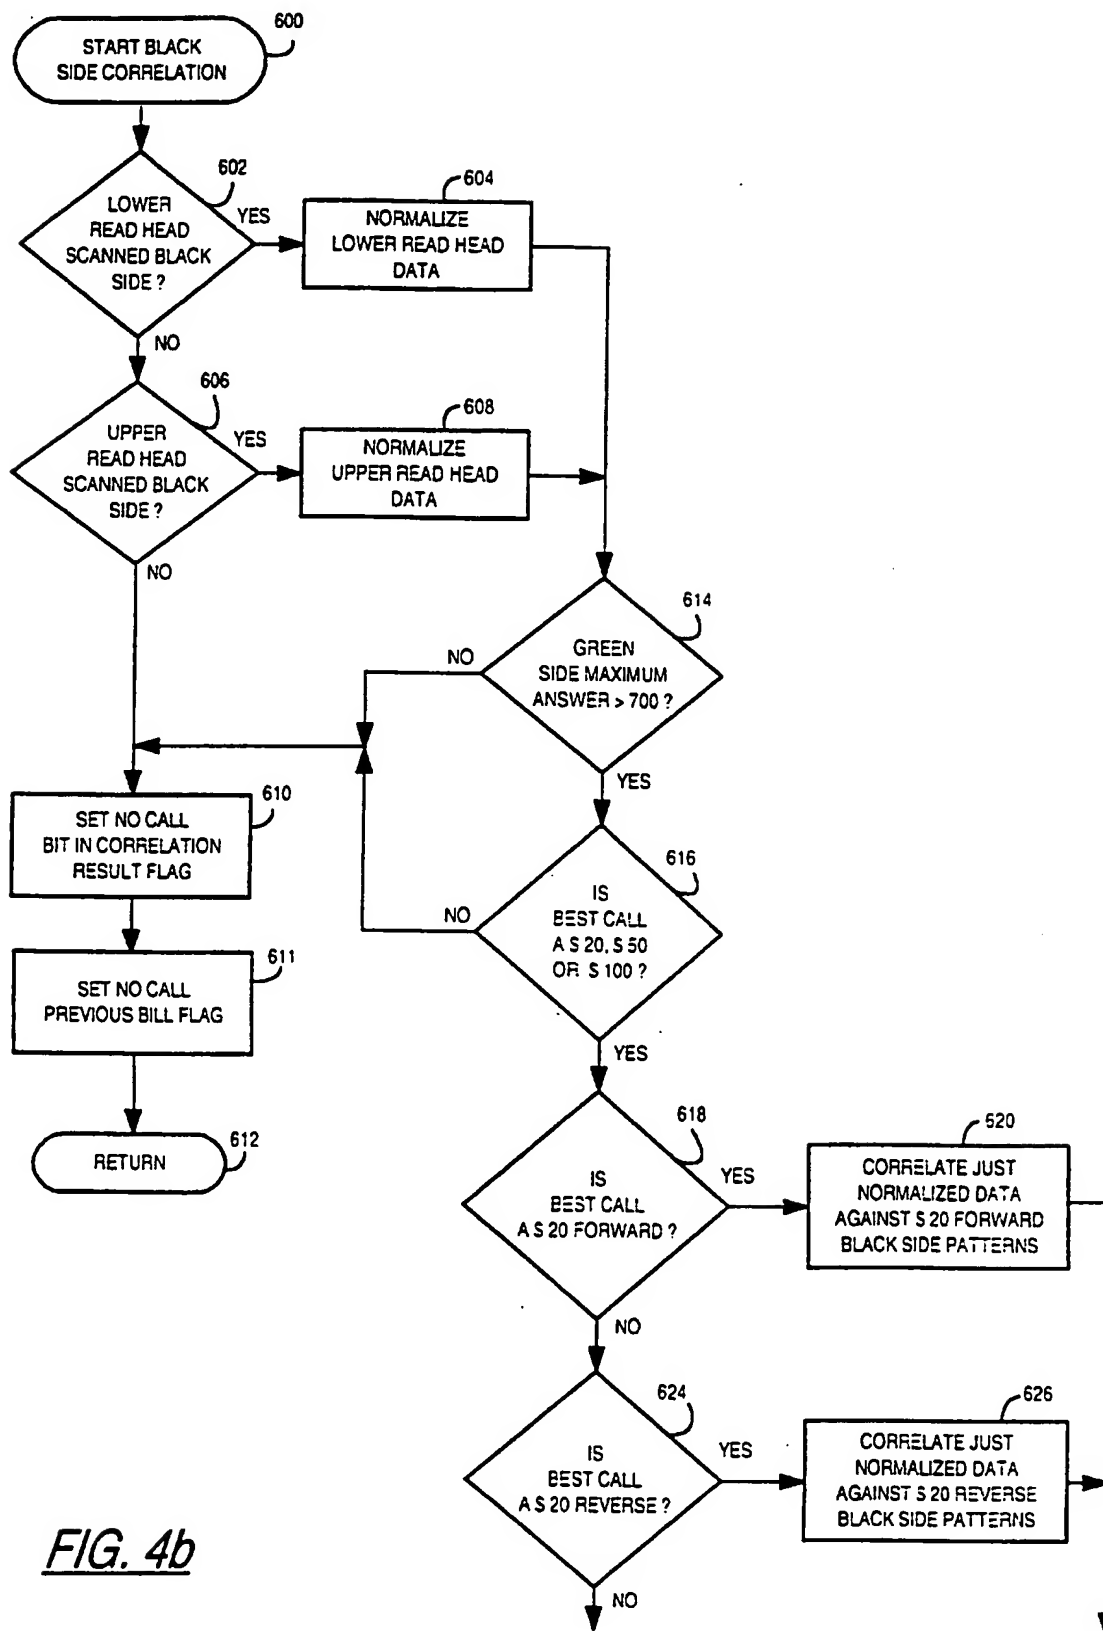 600
START BLACK
SIDE CORRELATION
602
LOWER
READ HEAD
SCANNED BLACK
SIDE ?
YES
NO
604
NORMALIZE
LOWER READ HEAD
DATA
606
UPPER
READ HEAD
SCANNED BLACK
SIDE ?
YES
NO
608
NORMALIZE
UPPER READ HEAD
DATA
614
GREEN
SIDE MAXIMUM
ANSWER > 700 ?
NO
YES
610
SET NO CALL
BIT IN CORRELATION
RESULT FLAG
616
IS
BEST CALL
A $ 20, $ 50
OR $ 100 ?
NO
YES
611
SET NO CALL
PREVIOUS BILL FLAG
612
RETURN
618
IS
BEST CALL
A $ 20 FORWARD ?
YES
NO
620
CORRELATE JUST
NORMALIZED DATA
AGAINST $ 20 FORWARD
BLACK SIDE PATTERNS
624
IS
BEST CALL
A $ 20 REVERSE ?
YES
NO
626
CORRELATE JUST
NORMALIZED DATA
AGAINST $ 20 REVERSE
BLACK SIDE PATTERNS
FIG. 4b